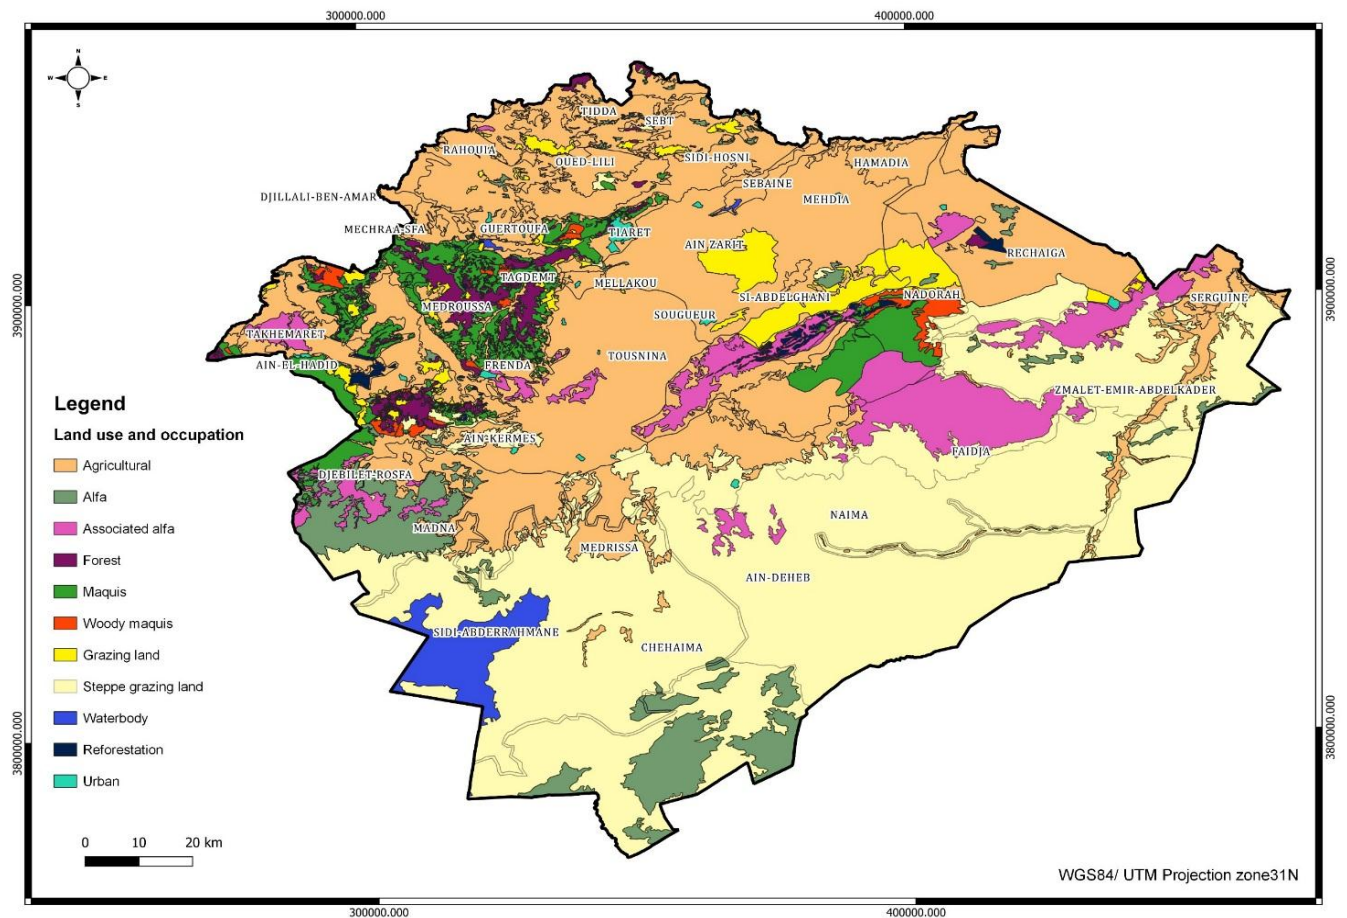 300000.000 400000.000
N
W E
S
TIDDA
SEBT
RAHOUIA
OUED-LILI
SIDI-HOSNI
HAMADIA
SEBAINE
DJILLALI-BEN-AMAR
MEHDIA
MECHRAA-SFA
GUERTOUFA
TIARET
AIN ZARIT
RECHAIGA
3900000.000
3900000.000
TAGDEMT
MELLAKOU
MEDROUSSA
SI-ABDELGHANI
NADORAH
SERGUINE
SOUGUEUR
TAKHEMARET
TOUSNINA
AIN-EL-HADID
FRENDA
ZMALET-EMIR-ABDELKADER
AIN-KERMES
FAIDJA
DJEBILET-ROSFA
NAIMA
MADNA
MEDRISSA
AIN-DEHEB
SIDI-ABDERRAHMANE
CHEHAIMA
Legend
Land use and occupation
Agricultural
Alfa
Associated alfa
Forest
Maquis
Woody maquis
Grazing land
Steppe grazing land
Waterbody
Reforestation
Urban
3800000.000
3800000.000
0 10 20 km
WGS84/ UTM Projection zone31N
300000.000 400000.000